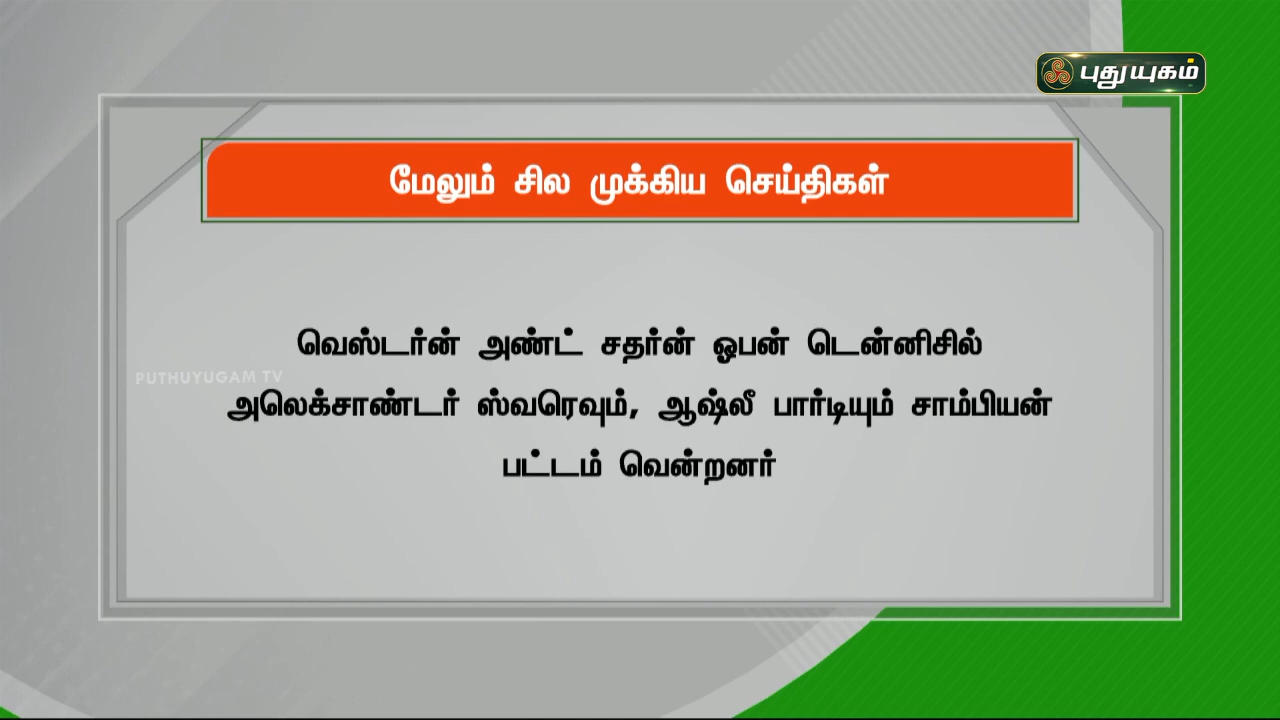 புதுயுகம்
மேலும் சில முக்கிய செய்திகள்
வெஸ்டர்ன் அண்ட் சதர்ன் ஓபன் டென்னிசில்
PUTHUYUGAM TV
அலெக்சாண்டர் ஸ்வரெவும், ஆஷ்லீ பார்டியும் சாம்பியன்
பட்டம் வென்றனர்